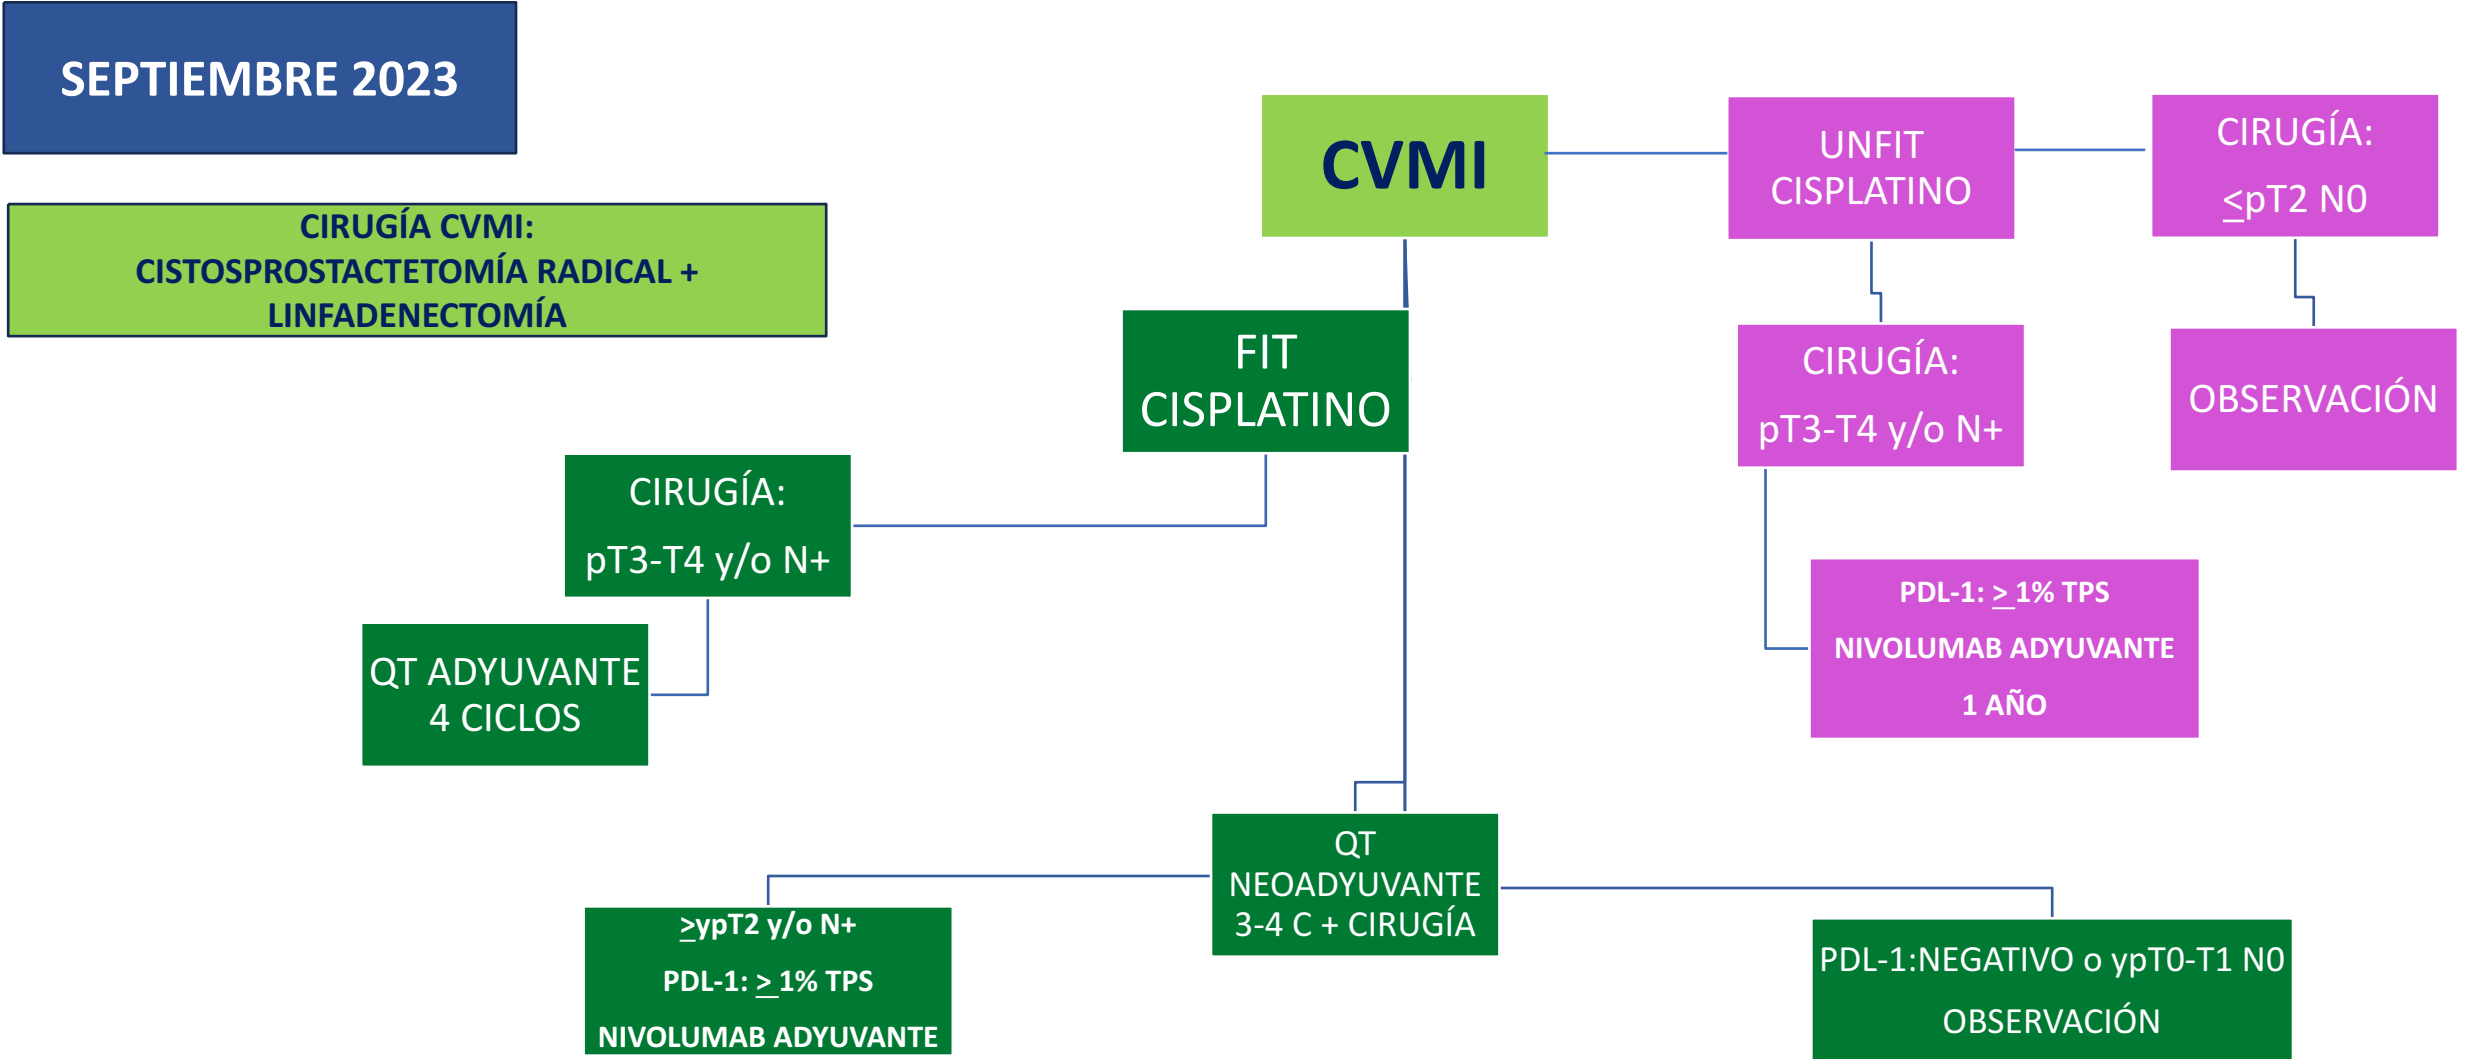 SEPTIEMBRE 2023
CIRUGÍA CVMI:
CISTOSPROSTACTETOMÍA RADICAL +
LINFADENECTOMÍA
CVMI
UNFIT
CISPLATINO
CIRUGÍA:
<pT2 N0
FIT
CISPLATINO
CIRUGÍA:
pT3-T4 y/o N+
OBSERVACIÓN
CIRUGÍA:
pT3-T4 y/o N+
QT ADYUVANTE
4 CICLOS
PDL-1: > 1% TPS
NIVOLUMAB ADYUVANTE
1 AÑO
QT
NEOADYUVANTE
3-4 C + CIRUGÍA
>ypT2 y/o N+
PDL-1: > 1% TPS
NIVOLUMAB ADYUVANTE
PDL-1:NEGATIVO o ypT0-T1 N0
OBSERVACIÓN